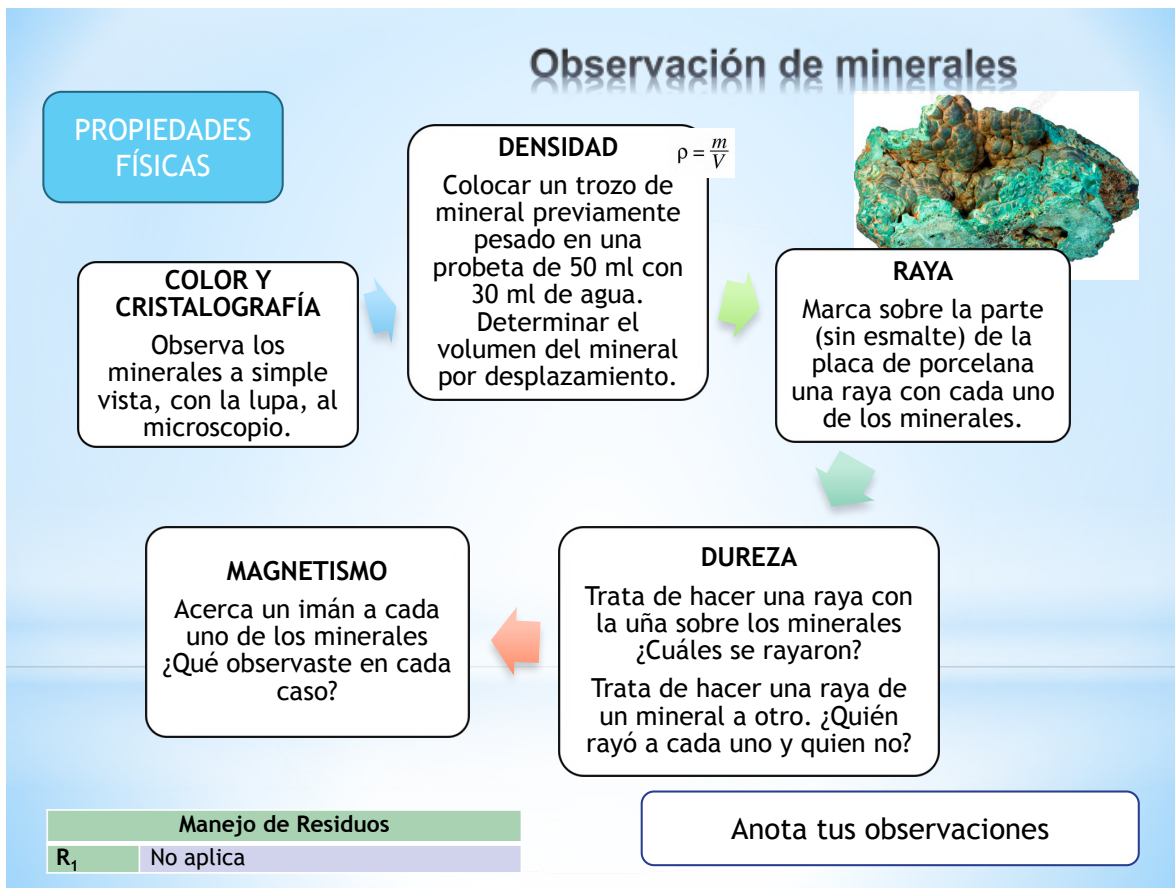 Observación de minerales
PROPIEDADES
FÍSICAS
COLOR Y
CRISTALOGRAFÍA
Observa los
minerales a simple
vista, con la lupa, al
microscopio.
DENSIDAD
ρ = m/V
Colocar un trozo de
mineral previamente
pesado en una
probeta de 50 ml con
30 ml de agua.
Determinar el
volumen del mineral
por desplazamiento.
RAYA
Marca sobre la parte
(sin esmalte) de la
placa de porcelana
una raya con cada uno
de los minerales.
DUREZA
Trata de hacer una raya con
la uña sobre los minerales
¿Cuáles se rayaron?
Trata de hacer una raya de
un mineral a otro. ¿Quién
rayó a cada uno y quien no?
MAGNETISMO
Acerca un imán a cada
uno de los minerales
¿Qué observaste en cada
caso?
Manejo de Residuos
R₁ No aplica
Anota tus observaciones